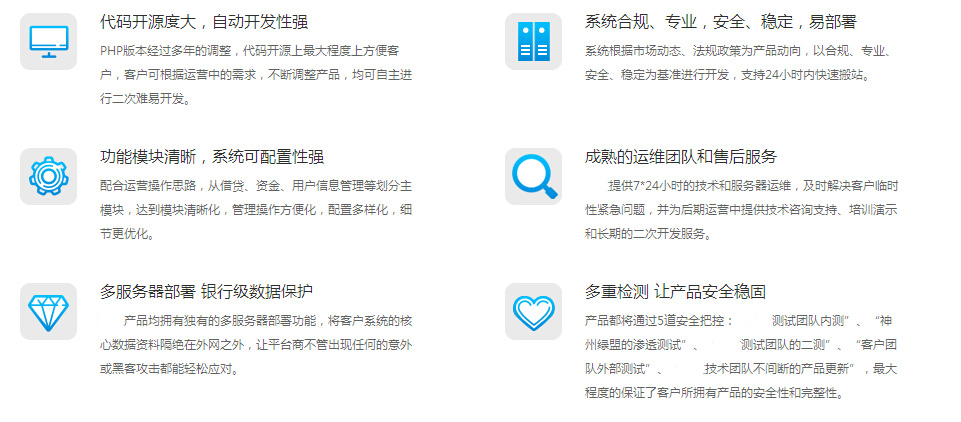 代码开源度大，自动开发性强
PHP版本经过多年的调整，代码开源上最大程度上方便客
户，客户可根据运营中的需求，不断调整产品，均可自主进
行二次难易开发。
系统合规、专业，安全、稳定，易部署
系统根据市场动态、法规政策为产品动向，以合规、专业、
安全、稳定为基准进行开发，支持24小时内快速搬站。
功能模块清晰，系统可配置性强
配合运营操作思路，从借贷、资金、用户信息管理等划分主
模块，达到模块清晰化，管理操作方便化，配置多样化，细
节更优化。
成熟的运维团队和售后服务
提供7*24小时的技术和服务器运维，及时解决客户临时
性紧急问题，并为后期运营中提供技术咨询支持、培训演示
和长期的二次开发服务。
多服务器部署 银行级数据保护
产品均拥有独有的多服务器部署功能，将客户系统的核
心数据资料隔绝在外网之外，让平台商不管出现任何的意外
或黑客攻击都能轻松应对。
多重检测 让产品安全稳固
产品都将通过5道安全把控： 测试团队内测”、“神
州绿盟的渗透测试”、 测试团队的二测”、“客户团
队外部测试”、 技术团队不间断的产品更新”，最大
程度的保证了客户所拥有产品的安全性和完整性。